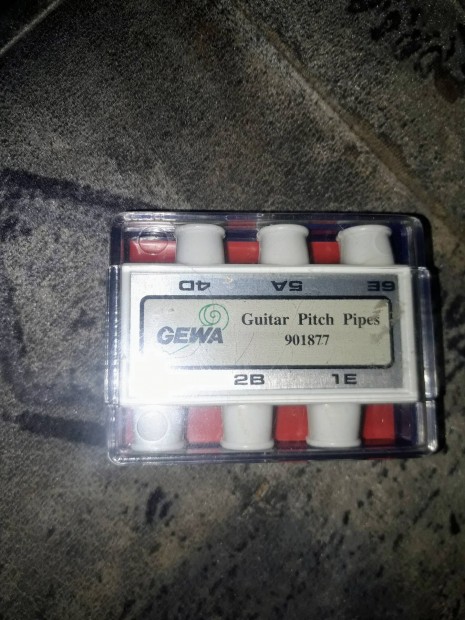 4D 5A 6E
GEWA
Guitar Pitch Pipes
901877
2B 1E